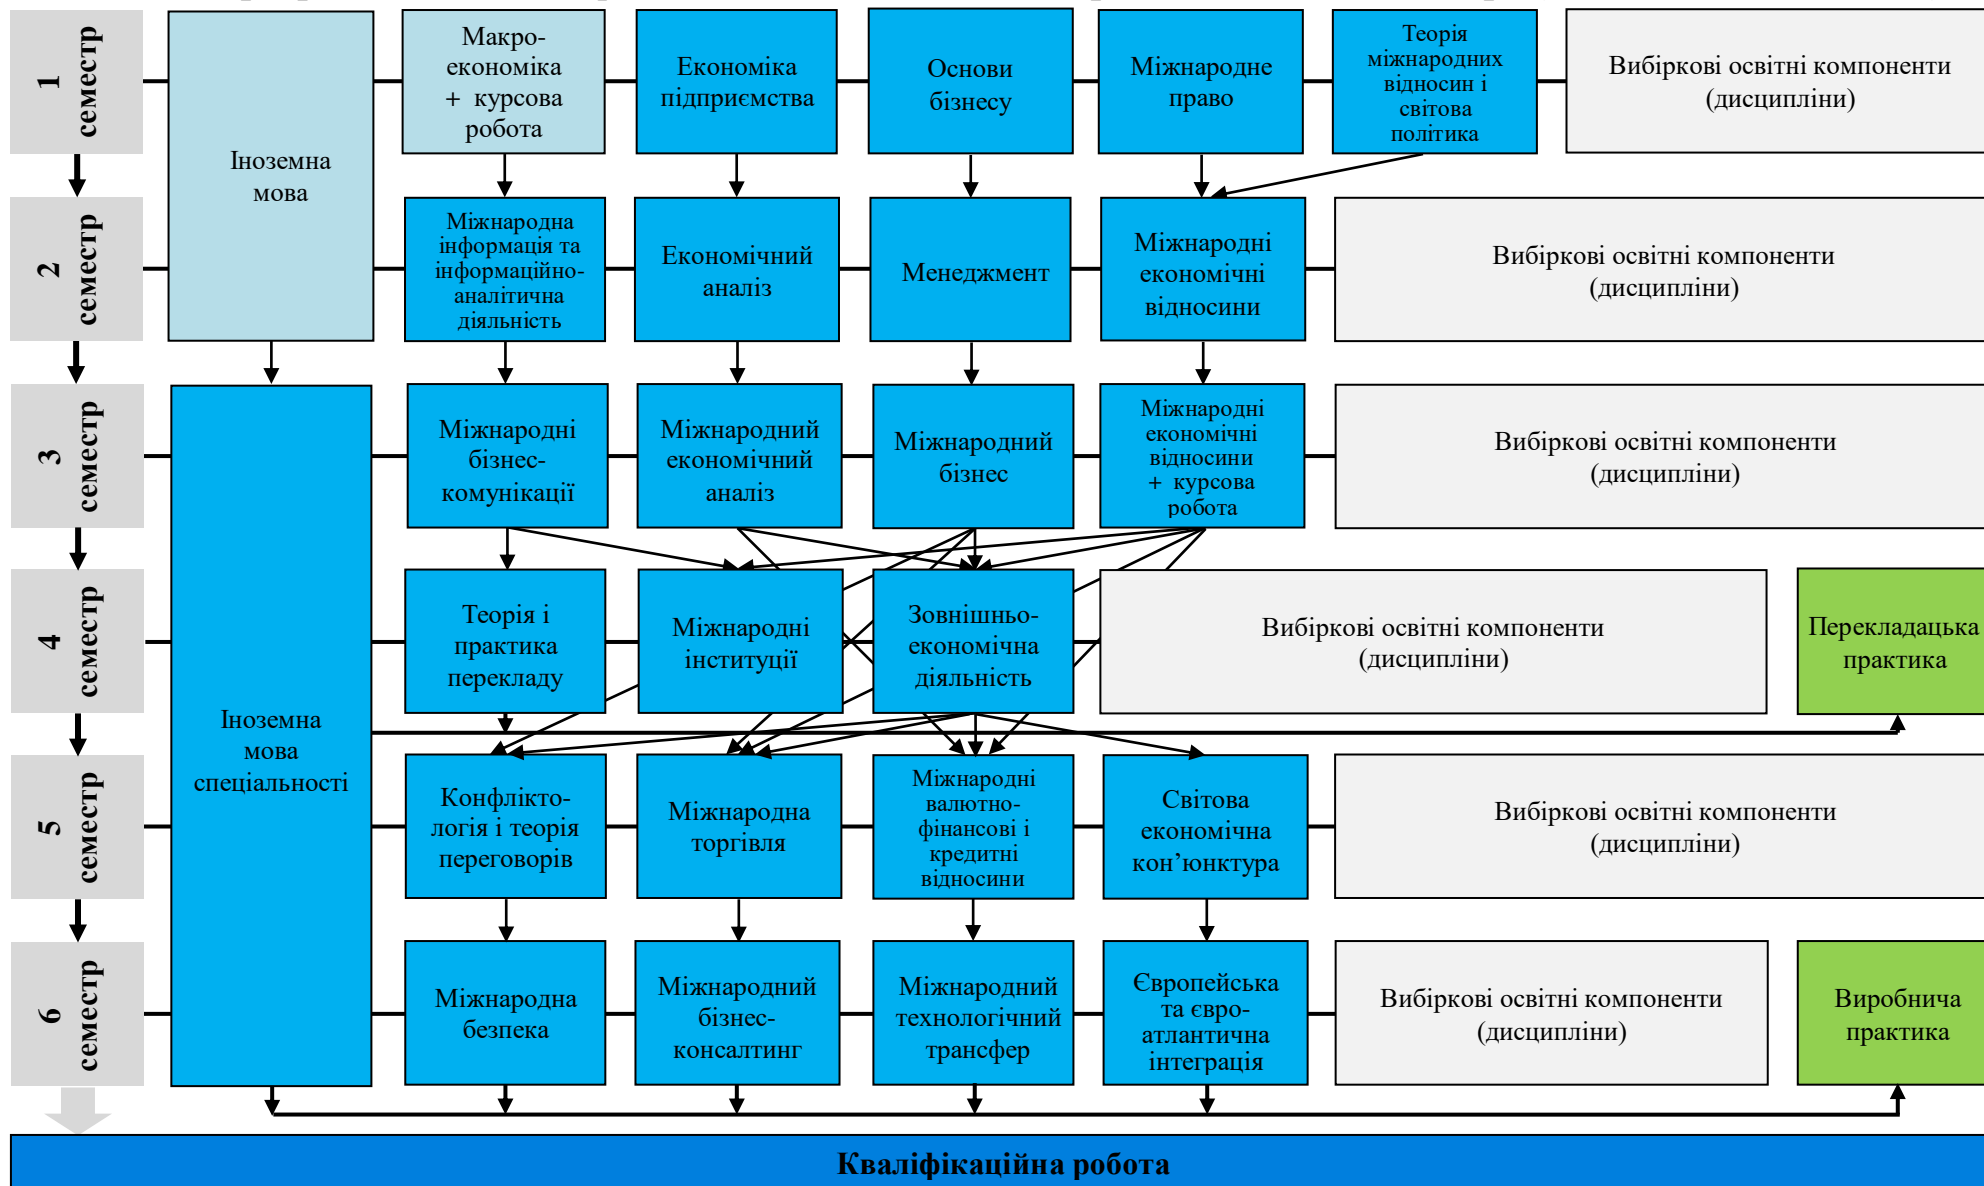 1
семестр
Іноземна
мова
Макро-
економіка
+ курсова
робота
Економіка
підприємства
Основи
бізнесу
Міжнародне
право
Теорія
міжнародних
відносин і
світова
політика
Вибіркові освітні компоненти
(дисципліни)
2
семестр
Міжнародна
інформація та
інформаційно-
аналітична
діяльність
Економічний
аналіз
Менеджмент
Міжнародні
економічні
відносини
Вибіркові освітні компоненти
(дисципліни)
3
семестр
Іноземна
мова
спеціальності
Міжнародні
бізнес-
комунікації
Міжнародний
економічний
аналіз
Міжнародний
бізнес
Міжнародні
економічні
відносини
+ курсова
робота
Вибіркові освітні компоненти
(дисципліни)
4
семестр
Теорія і
практика
перекладу
Міжнародні
інституції
Зовнішньо-
економічна
діяльність
Вибіркові освітні компоненти
(дисципліни)
Перекладацька
практика
5
семестр
Конфлікто-
логія і теорія
переговорів
Міжнародна
торгівля
Міжнародні
валютно-
фінансові і
кредитні
відносини
Світова
економічна
кон’юнктура
Вибіркові освітні компоненти
(дисципліни)
6
семестр
Міжнародна
безпека
Міжнародний
бізнес-
консалтинг
Міжнародний
технологічний
трансфер
Європейська
та євро-
атлантична
інтеграція
Вибіркові освітні компоненти
(дисципліни)
Виробнича
практика
Кваліфікаційна робота